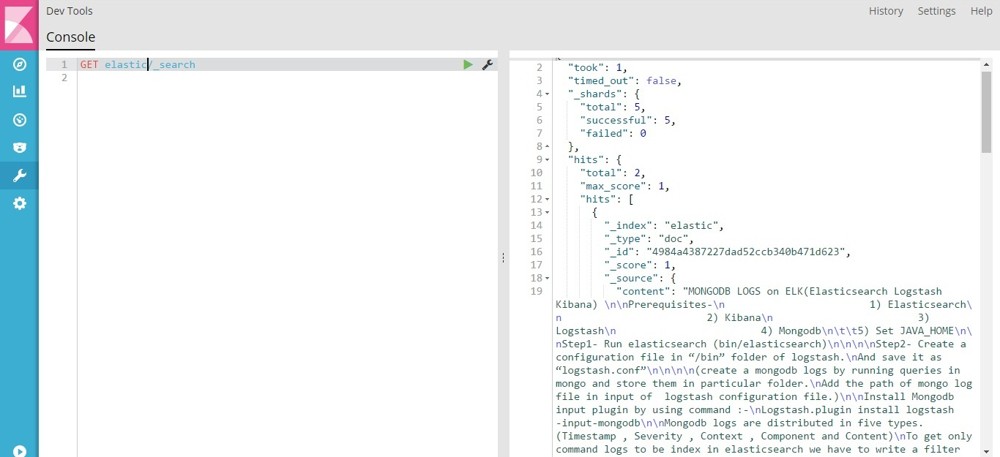 Dev Tools
History Settings Help
Console
1 GET elastic/_search
2
2 "took": 1,
3 "timed_out": false,
4 "_shards": {
5 "total": 5,
6 "successful": 5,
7 "failed": 0
8 },
9 "hits": {
10 "total": 2,
11 "max_score": 1,
12 "hits": [
13 {
14 "_index": "elastic",
15 "_type": "doc",
16 "_id": "4984a4387227dad52ccb340b471d623",
17 "_score": 1,
18 "_source": {
19 "content": "MONGODB LOGS on ELK(Elasticsearch Logstash
Kibana) \n\nPrerequisites-\n 1) Elasticsearch\
n 2) Kibana\n 3)
Logstash\n 4) Mongodb\n\t\t5) Set JAVA_HOME\n\
nStep1- Run elasticsearch (bin/elasticsearch)\n\n\n\nStep2- Create a
configuration file in “/bin” folder of logstash.\nAnd save it as
“logstash.conf”\n\n\n\n(create a mongodb logs by running queries in
mongo and store them in particular folder.\nAdd the path of mongo log
file in input of  logstash configuration file.)\n\nInstall Mongodb
input plugin by using command :-\nLogstash.plugin install logstash
-input-mongodb\n\nMongodb logs are distributed in five types.
(Timestamp , Severity , Context , Component and Content)\nTo get only
command logs to be index in elasticsearch we have to write a filter